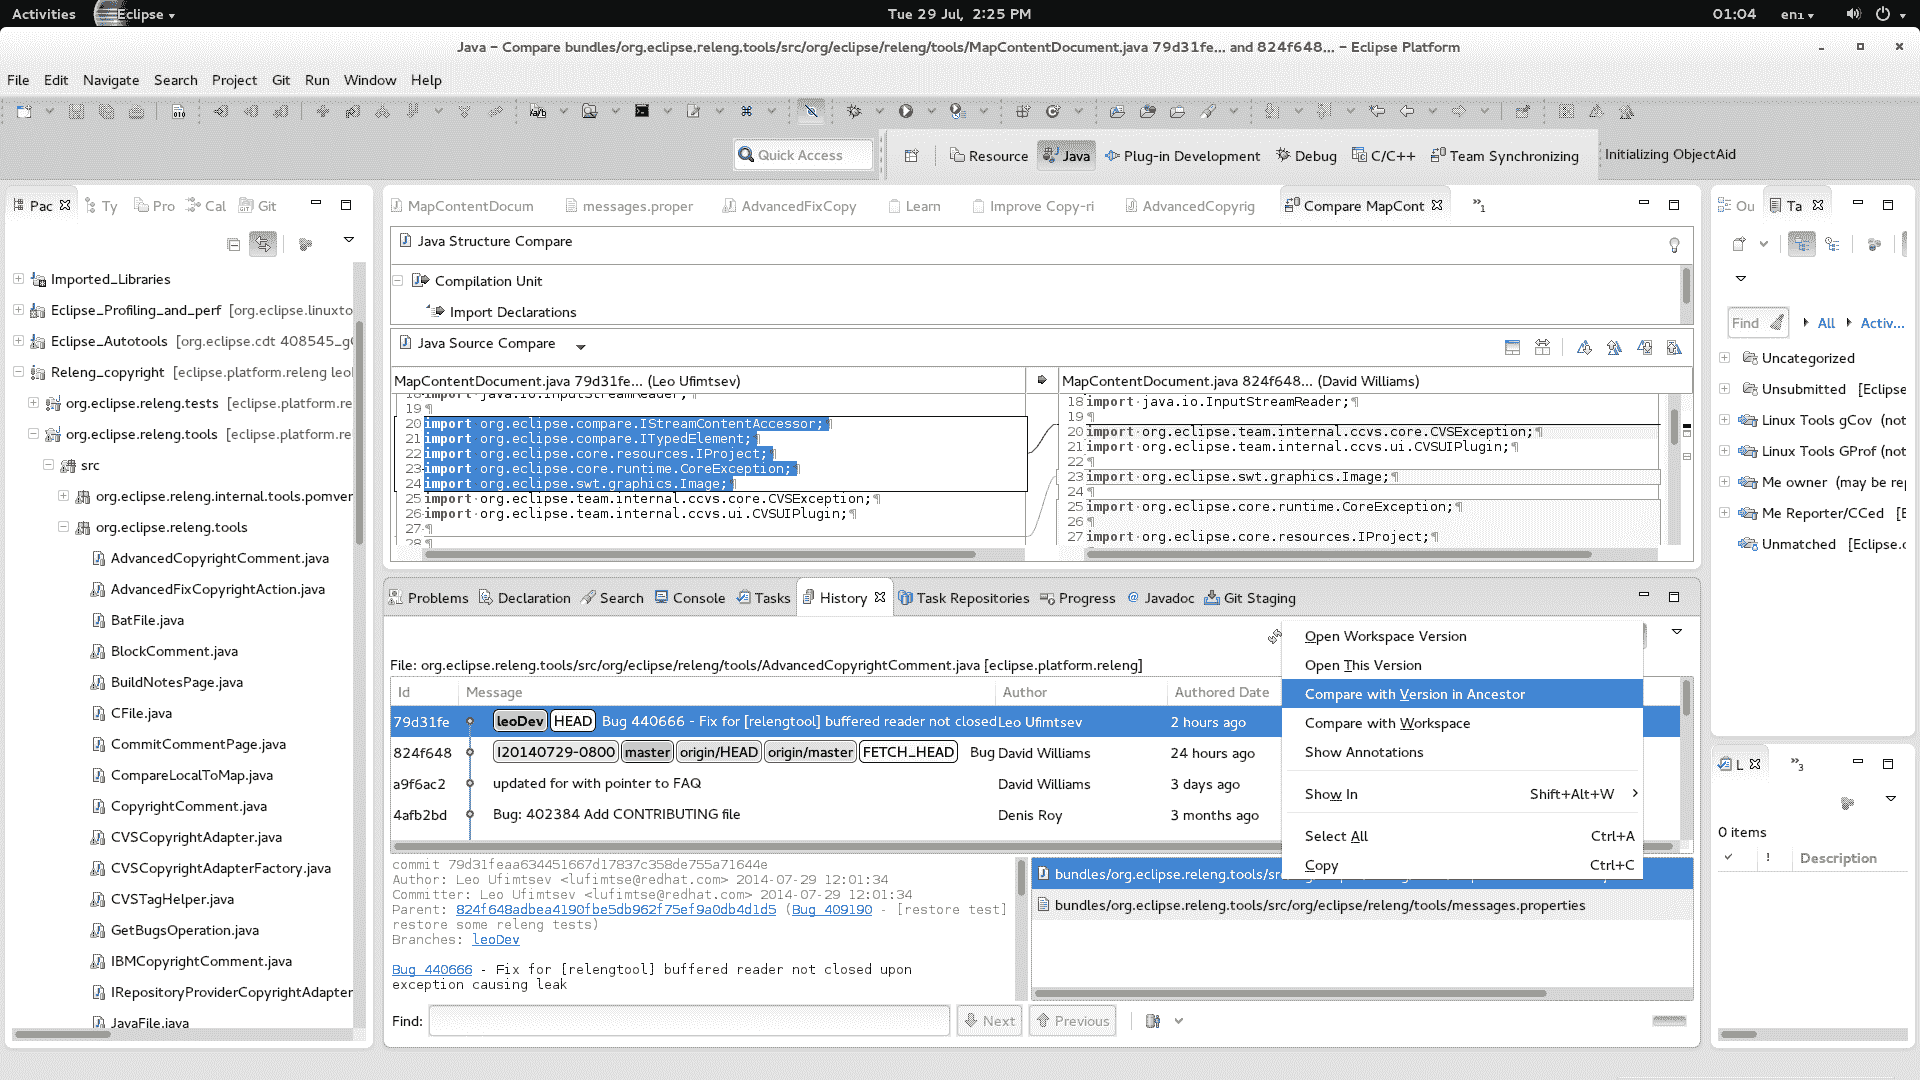 Activities Eclipse Tue 29 Jul, 2:25 PM 01:04 en1
Java – Compare bundles/org.eclipse.releng.tools/src/org/eclipse/releng/tools/MapContentDocument.java 79d31fe... and 824f648... – Eclipse Platform
File Edit Navigate Search Project Git Run Window Help
Quick Access Resource Java Plug-in Development Debug C/C++ Team Synchronizing Initializing ObjectAid
Pac Ty Pro Cal Git
Imported_Libraries
Eclipse_Profiling_and_perf [org.eclipse.linuxto
Eclipse_Autotools [org.eclipse.cdt 408545_g
Releng_copyright [eclipse.platform.releng leo
org.eclipse.releng.tests [eclipse.platform.re
org.eclipse.releng.tools [eclipse.platform.re
src
org.eclipse.releng.internal.tools.pomver
org.eclipse.releng.tools
AdvancedCopyrightComment.java
AdvancedFixCopyrightAction.java
BatFile.java
BlockComment.java
BuildNotesPage.java
CFile.java
CommitCommentPage.java
CompareLocalToMap.java
CopyrightComment.java
CVSCopyrightAdapter.java
CVSCopyrightAdapterFactory.java
CVSTagHelper.java
GetBugsOperation.java
IBMCopyrightComment.java
IRepositoryProviderCopyrightAdapter
JavaFile.java
MapContentDocum messages.proper AdvancedFixCopy Learn Improve Copy-ri AdvancedCopyrig Compare MapCont »1
Java Structure Compare
Compilation Unit
Import Declarations
Java Source Compare
MapContentDocument.java 79d31fe... (Leo Ufimtsev)
18 import java.io.InputStreamReader;¶
19 ¶
20 import org.eclipse.compare.IStreamContentAccessor;¶
21 import org.eclipse.compare.ITypedElement;¶
22 import org.eclipse.core.resources.IProject;¶
23 import org.eclipse.core.runtime.CoreException;¶
24 import org.eclipse.swt.graphics.Image;¶
25 import org.eclipse.team.internal.ccvs.core.CVSException;¶
26 import org.eclipse.team.internal.ccvs.ui.CVSUIPlugin;¶
27 ¶
28 ¶
MapContentDocument.java 824f648... (David Williams)
18 import java.io.InputStreamReader;¶
19 ¶
20 import org.eclipse.team.internal.ccvs.core.CVSException;¶
21 import org.eclipse.team.internal.ccvs.ui.CVSUIPlugin;¶
22 ¶
23 import org.eclipse.swt.graphics.Image;¶
24 ¶
25 import org.eclipse.core.runtime.CoreException;¶
26 ¶
27 import org.eclipse.core.resources.IProject;¶
Problems Declaration Search Console Tasks History Task Repositories Progress Javadoc Git Staging
File: org.eclipse.releng.tools/src/org/eclipse/releng/tools/AdvancedCopyrightComment.java [eclipse.platform.releng]
Id Message Author Authored Date
79d31fe leoDev HEAD Bug 440666 - Fix for [relengtool] buffered reader not closed Leo Ufimtsev 2 hours ago
824f648 I20140729-0800 master origin/HEAD origin/master FETCH_HEAD Bug David Williams 24 hours ago
a9f6ac2 updated for with pointer to FAQ David Williams 3 days ago
4afb2bd Bug: 402384 Add CONTRIBUTING file Denis Roy 3 months ago
Open Workspace Version
Open This Version
Compare with Version in Ancestor
Compare with Workspace
Show Annotations
Show In Shift+Alt+W
Select All Ctrl+A
Copy Ctrl+C
commit 79d31feaa634451667d17837c358de755a71644e
Author: Leo Ufimtsev <lufimtse@redhat.com> 2014-07-29 12:01:34
Committer: Leo Ufimtsev <lufimtse@redhat.com> 2014-07-29 12:01:34
Parent: 824f648adbea4190fbe5db962f75ef9a0db4d1d5 (Bug 409190 - [restore test]
restore some releng tests)
Branches: leoDev
Bug 440666 - Fix for [relengtool] buffered reader not closed upon
exception causing leak
bundles/org.eclipse.releng.tools/src
bundles/org.eclipse.releng.tools/src/org/eclipse/releng/tools/messages.properties
Find: Next Previous
Ou Ta
Find All Activ...
Uncategorized
Unsubmitted [Eclipse
Linux Tools gCov (not
Linux Tools GProf (not
Me owner (may be rep
Me Reporter/CCed [E
Unmatched [Eclipse.c
L »3
0 items
! Description